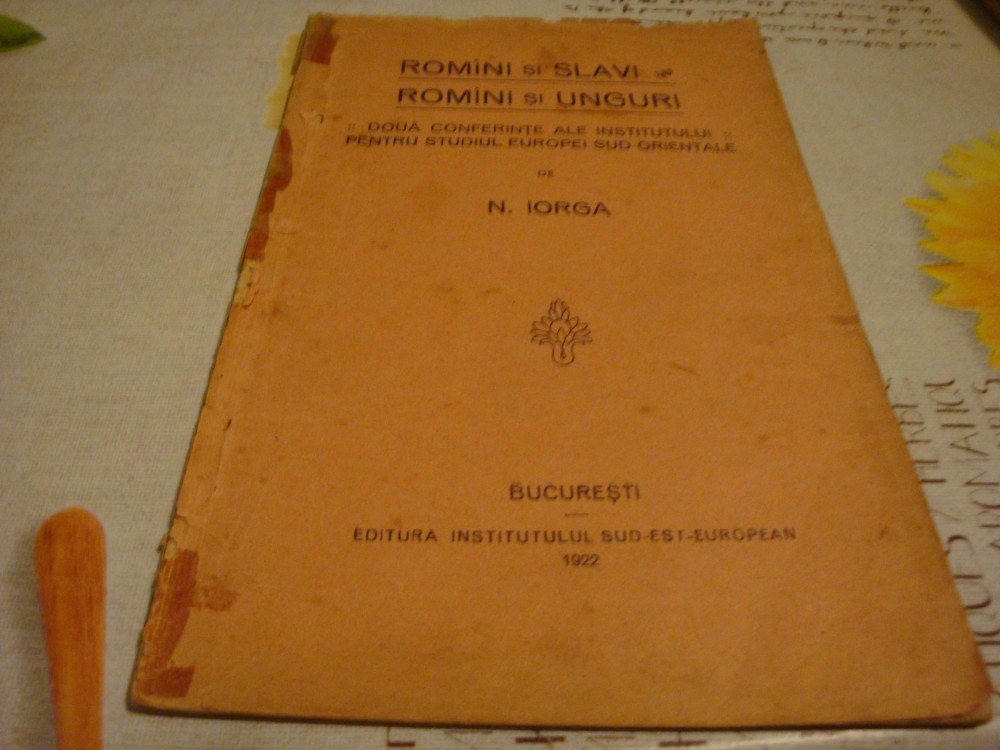 ROMÎNI ȘI SLAVI
ROMÎNI ȘI UNGURI
:: DOUĂ CONFERINȚE ALE INSTITUTULUI ::
PENTRU STUDIUL EUROPEI SUD-ORIENTALE
DE
N. IORGA
BUCUREȘTI
EDITURA INSTITUTULUI SUD-EST-EUROPEAN
1922